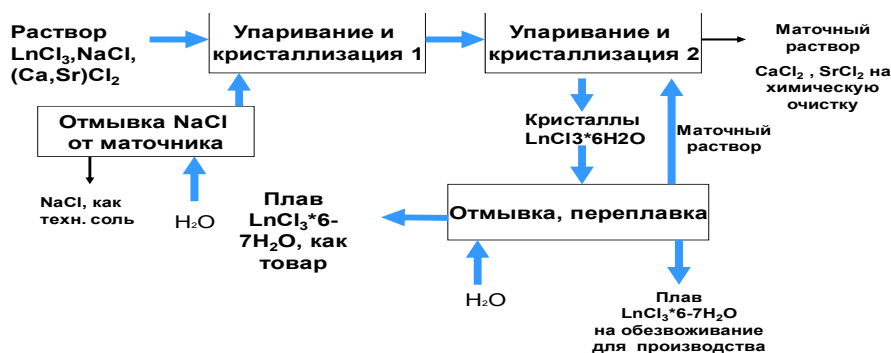 Раствор
LnCl₃,NaCl,
(Ca,Sr)Cl₂
Упаривание и
кристаллизация 1
Упаривание и
кристаллизация 2
Маточный
раствор
CaCl₂ , SrCl₂ на
химическую
очистку
Отмывка NaCl
от маточника
Кристаллы
LnCl3*6H2O
Маточный
раствор
NaCl, как
техн. соль
H₂O
Плав
LnCl₃*6-
7H₂O, как
товар
Отмывка, переплавка
H₂O
Плав
LnCl₃*6-7H₂O
на обезвоживание
для производства